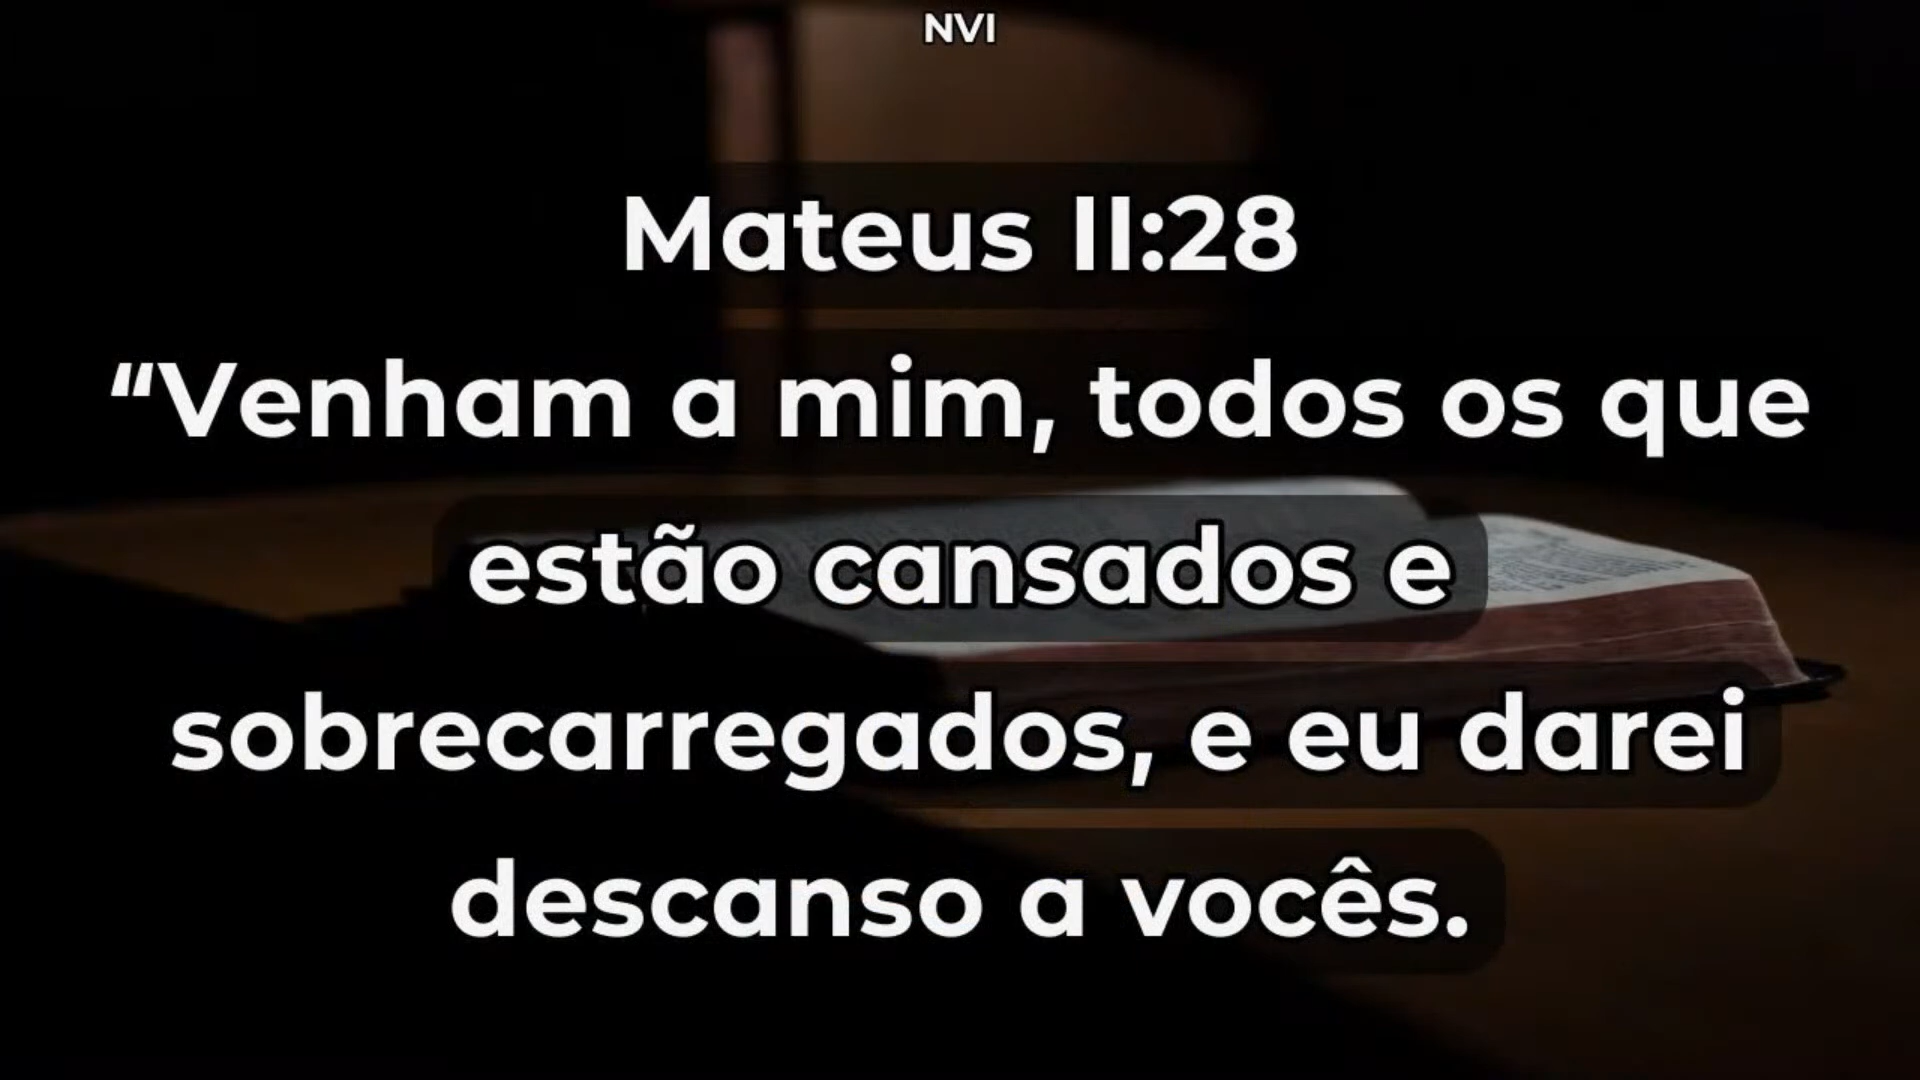 NVI
Mateus 11:28
“Venham a mim, todos os que
estão cansados e
sobrecarregados, e eu darei
descanso a vocês.